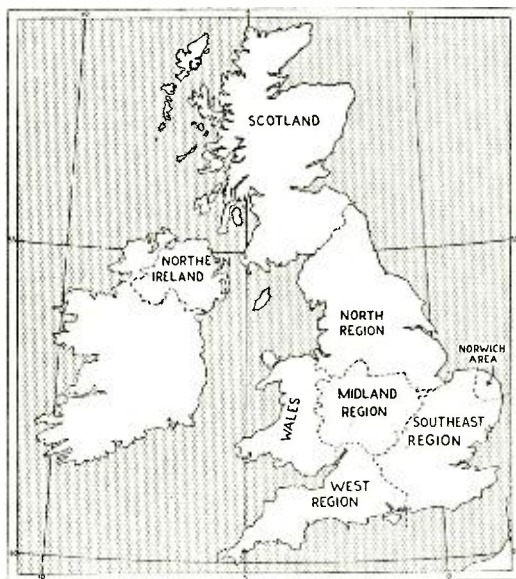 SCOTLAND
NORTHE
IRELAND
NORTH
REGION
NORWICH
AREA
MIDLAND
REGION
WALES
SOUTHEAST
REGION
WEST
REGION